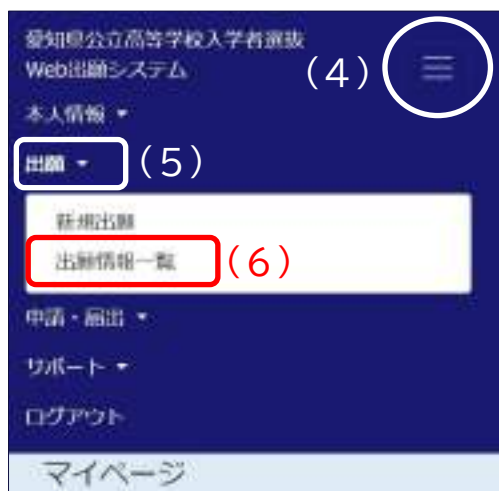 愛知県公立高等学校入学者選抜
Web出願システム
(4)
本人情報
出願
(5)
新規出願
出願情報一覧
(6)
申請・届出
サポート
ログアウト
マイページ